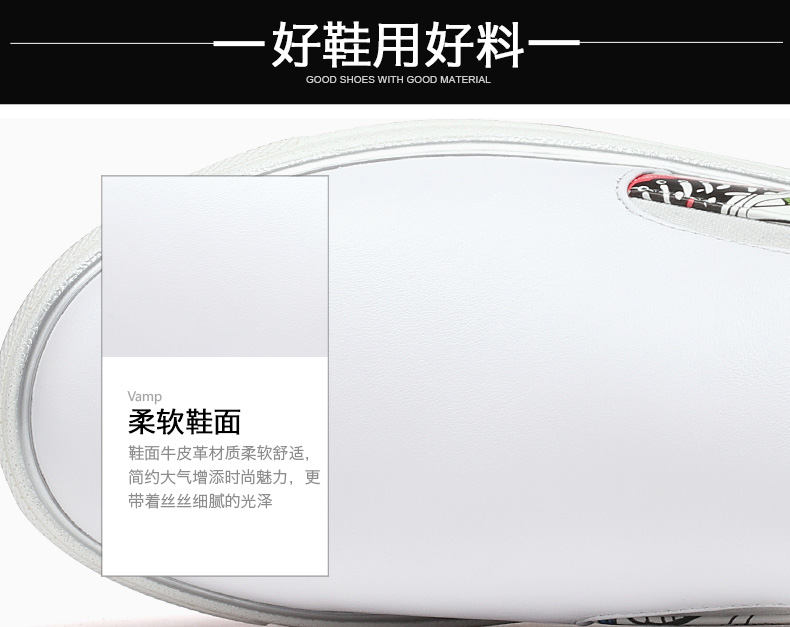 好鞋用好料
GOOD SHOES WITH GOOD MATERIAL
Vamp
柔软鞋面
鞋面牛皮革材质柔软舒适，
简约大气增添时尚魅力，更
带着丝丝细腻的光泽